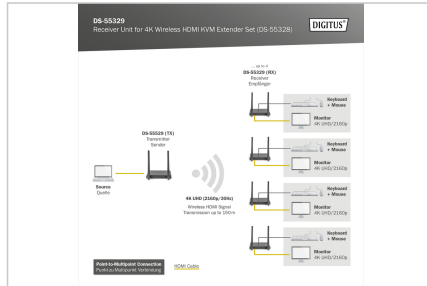 DS-55329
Receiver Unit for 4K Wireless HDMI KVM Extender Set (DS-55328)
DIGITUS®
... up to 4
DS-55329 (RX)
Receiver
Empfänger
Keyboard
+ Mouse
Monitor
4K UHD/2160p
DS-55529 (TX)
Transmitter
Sender
Keyboard
+ Mouse
Monitor
4K UHD/2160p
Source
Quelle
4K UHD (2160p/30Hz)
Wireless HDMI Signal
Transmission up to 150m
Keyboard
+ Mouse
Monitor
4K UHD/2160p
Keyboard
+ Mouse
Monitor
4K UHD/2160p
Point-to-Multipoint Connection
Punkt-zu-Multipunkt Verbindung
HDMI Cable